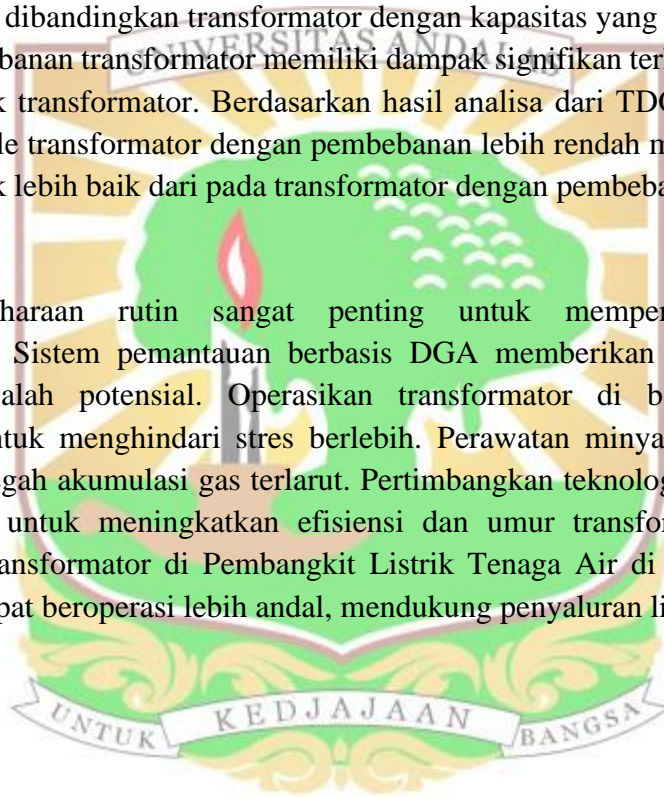 dibandingkan transformator dengan kapasitas yang
UNIVERSITAS ANDALAS
banan transformator memiliki dampak signifikan ter
k transformator. Berdasarkan hasil analisa dari TDC
le transformator dengan pembebanan lebih rendah m
k lebih baik dari pada transformator dengan pembeba
haraan rutin sangat penting untuk memper
Sistem pemantauan berbasis DGA memberikan
alah potensial. Operasikan transformator di b
ntuk menghindari stres berlebih. Perawatan minya
egah akumulasi gas terlarut. Pertimbangkan teknolog
untuk meningkatkan efisiensi dan umur transfor
ansformator di Pembangkit Listrik Tenaga Air di
pat beroperasi lebih andal, mendukung penyaluran li
UNTUK KEDJAJAAN BANGSA